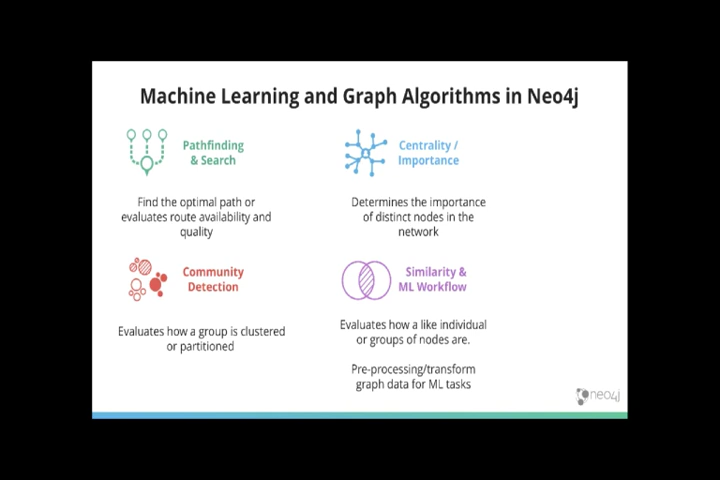 Machine Learning and Graph Algorithms in Neo4j
Pathfinding
& Search
Find the optimal path or
evaluates route availability and
quality
Centrality /
Importance
Determines the importance
of distinct nodes in the
network
Community
Detection
Evaluates how a group is clustered
or partitioned
Similarity &
ML Workflow
Evaluates how a like individual
or groups of nodes are.
Pre-processing/transform
graph data for ML tasks
neo4j